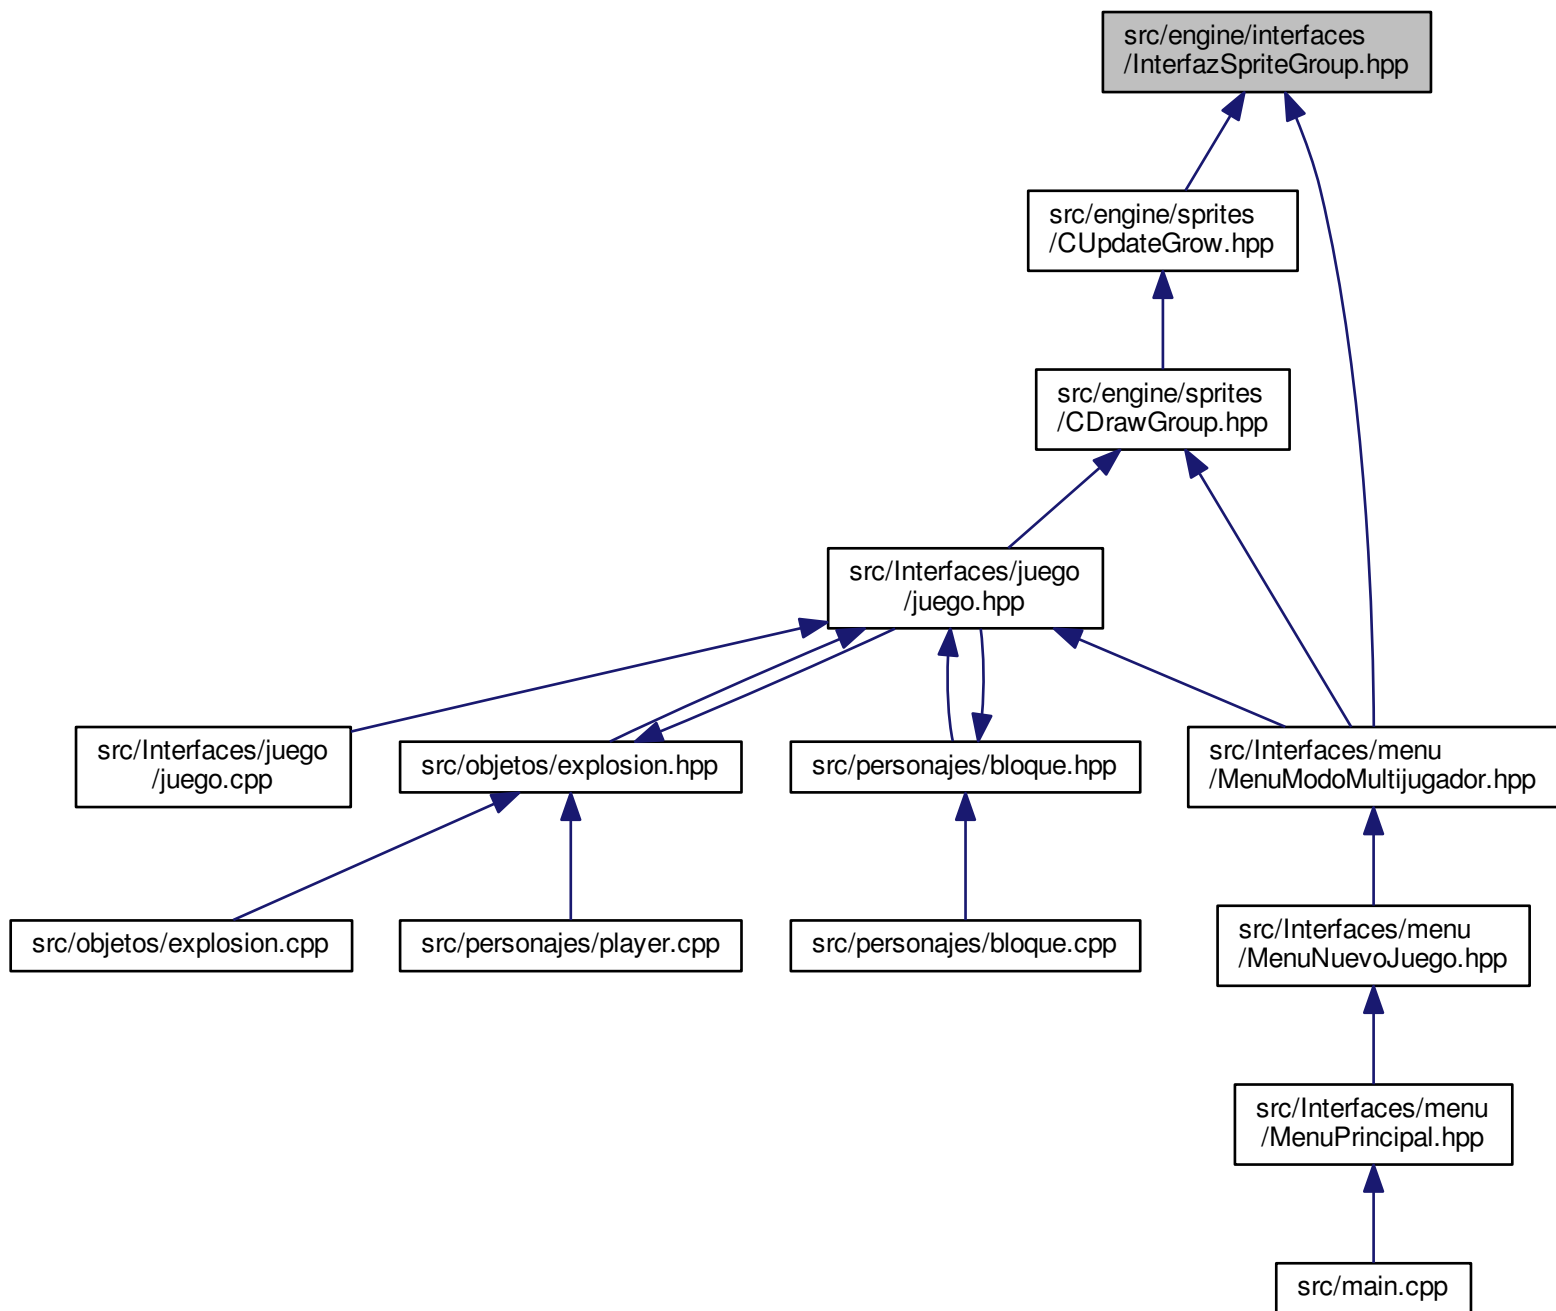 src/engine/interfaces
/InterfazSpriteGroup.hpp
src/engine/sprites
/CUpdateGrow.hpp
src/engine/sprites
/CDrawGroup.hpp
src/Interfaces/juego
/juego.hpp
src/Interfaces/juego
/juego.cpp
src/objetos/explosion.hpp
src/personajes/bloque.hpp
src/Interfaces/menu
/MenuModoMultijugador.hpp
src/objetos/explosion.cpp
src/personajes/player.cpp
src/personajes/bloque.cpp
src/Interfaces/menu
/MenuNuevoJuego.hpp
src/Interfaces/menu
/MenuPrincipal.hpp
src/main.cpp